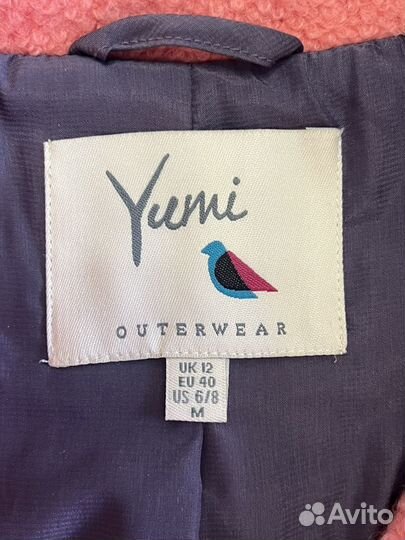 Yumi
OUTERWEAR
UK 12
EU 40
US 6/8
M
Avito